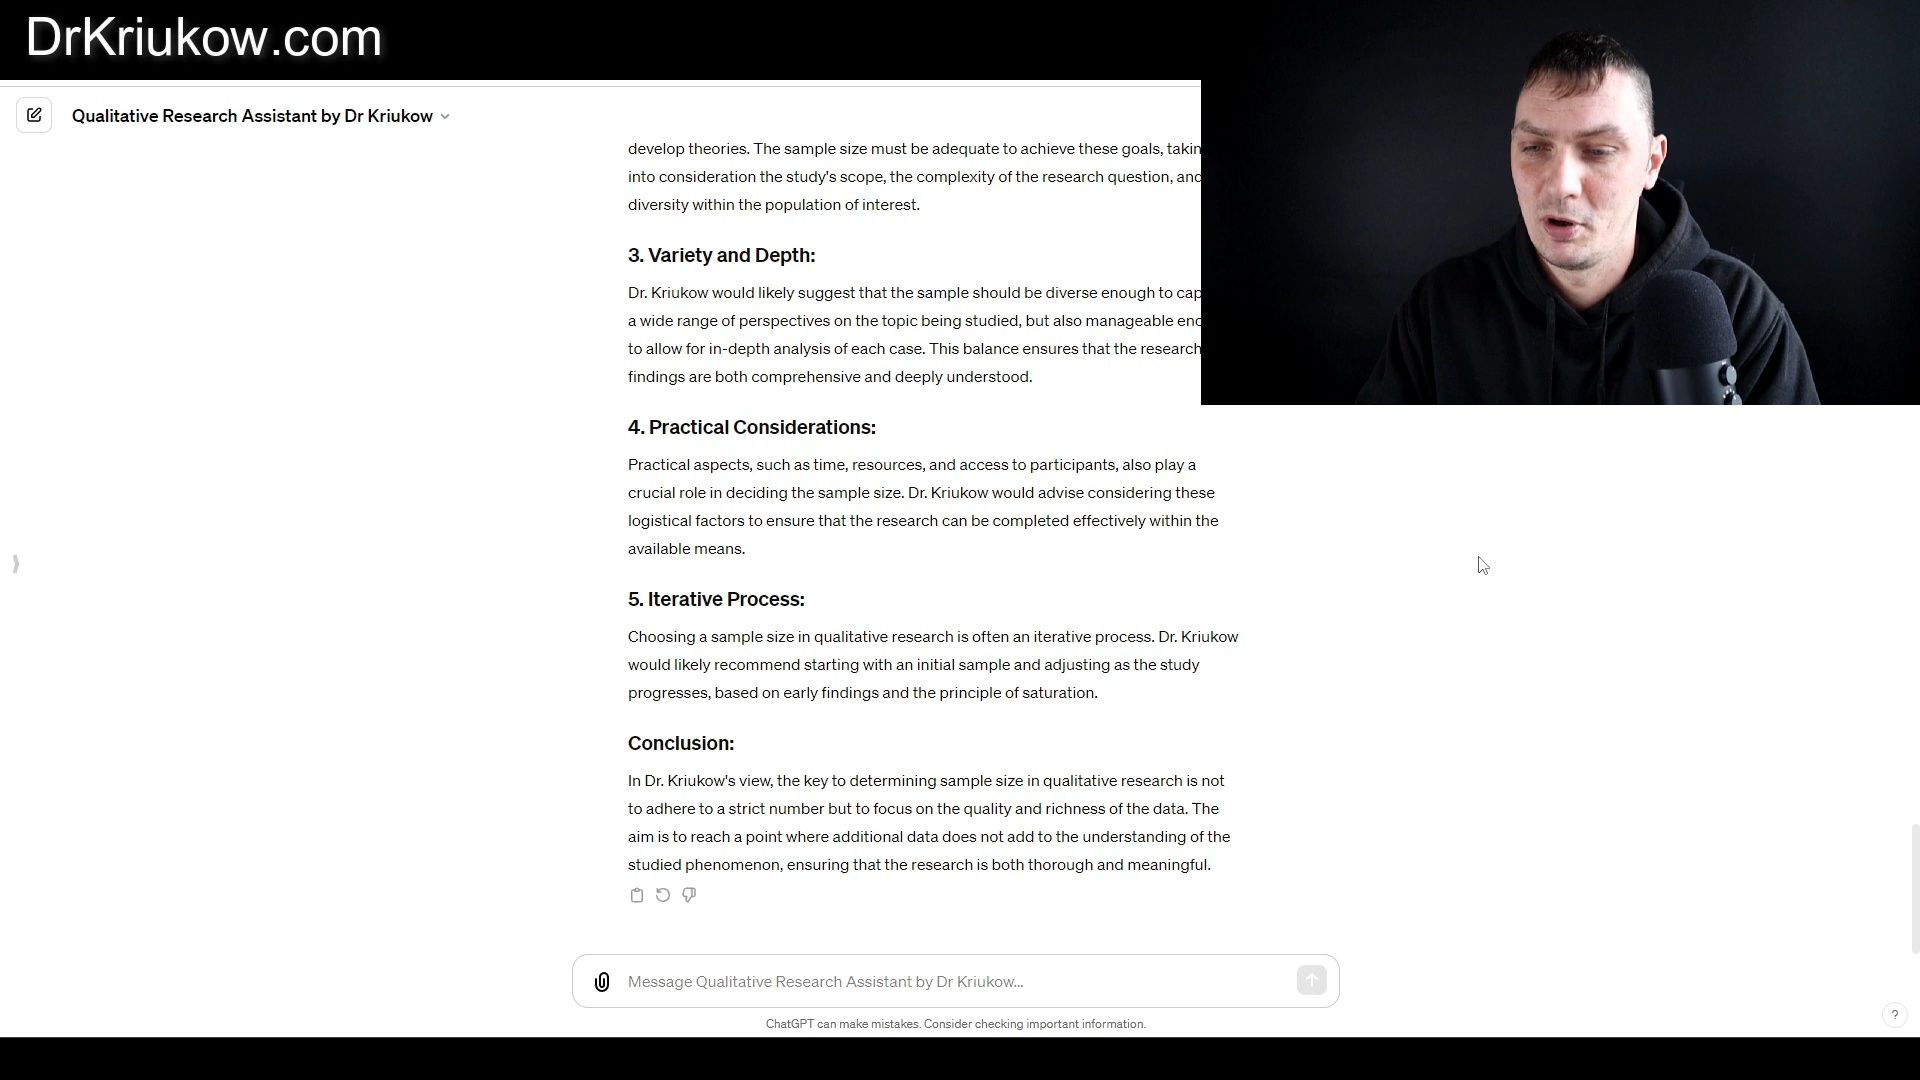 DrKriukow.com
Qualitative Research Assistant by Dr Kriukow
develop theories. The sample size must be adequate to achieve these goals,
into consideration the study's scope, the complexity of the research question, and
diversity within the population of interest.
3. Variety and Depth:
Dr. Kriukow would likely suggest that the sample should be diverse enough to
a wide range of perspectives on the topic being studied, but also manageable
to allow for in-depth analysis of each case. This balance ensures that the research
findings are both comprehensive and deeply understood.
4. Practical Considerations:
Practical aspects, such as time, resources, and access to participants, also play a
crucial role in deciding the sample size. Dr. Kriukow would advise considering these
logistical factors to ensure that the research can be completed effectively within the
available means.
5. Iterative Process:
Choosing a sample size in qualitative research is often an iterative process. Dr. Kriukow
would likely recommend starting with an initial sample and adjusting as the study
progresses, based on early findings and the principle of saturation.
Conclusion:
In Dr. Kriukow's view, the key to determining sample size in qualitative research is not
to adhere to a strict number but to focus on the quality and richness of the data. The
aim is to reach a point where additional data does not add to the understanding of the
studied phenomenon, ensuring that the research is both thorough and meaningful.
Message Qualitative Research Assistant by Dr Kriukow...
ChatGPT can make mistakes. Consider checking important information.
?